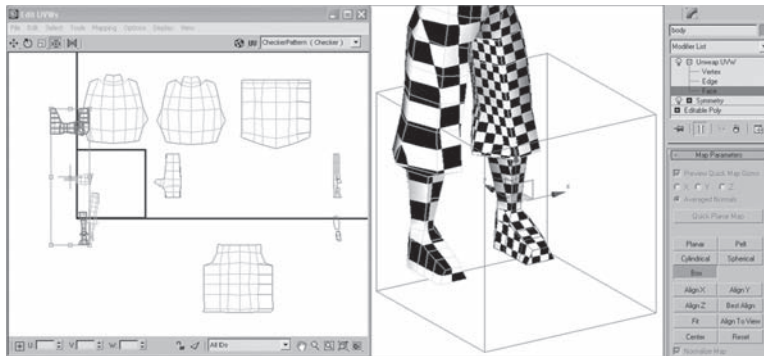 Edit UVWs
File Edit Select Tools Mapping Options Display View
UV CheckerPattern ( Checker )
U: V: W: All IDs
x
body
Modifier List
Unwrap UVW
Vertex
Edge
Face
Symmetry
Editable Poly
- Map Parameters
Preview Quick Map Gizmo
X Y Z
Averaged Normals
Quick Planar Map
Planar Pelt
Cylindrical Spherical
Box
Align X Align Y
Align Z Best Align
Fit Align To View
Center Reset
Normalize Map